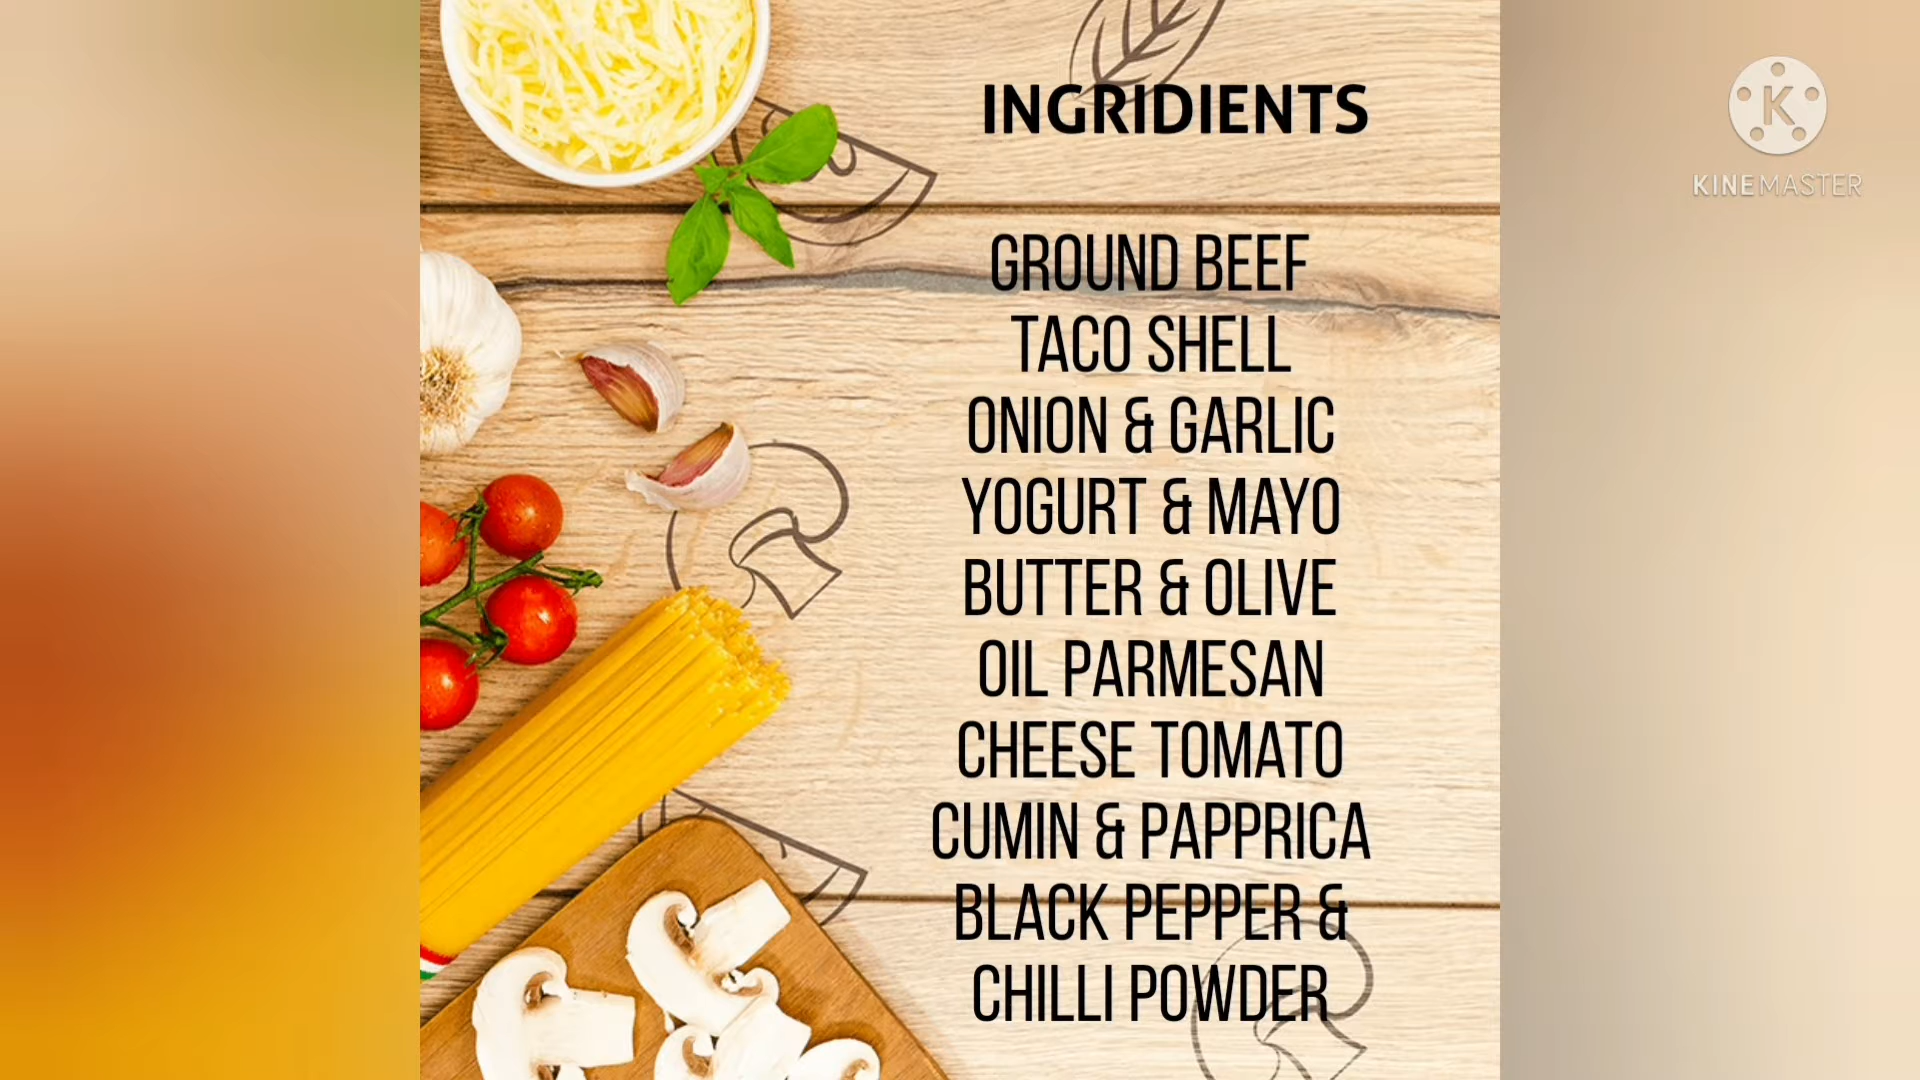 INGRIDIENTS
GROUND BEEF
TACO SHELL
ONION & GARLIC
YOGURT & MAYO
BUTTER & OLIVE
OIL PARMESAN
CHEESE TOMATO
CUMIN & PAPPRICA
BLACK PEPPER &
CHILLI POWDER
K
KINEMASTER